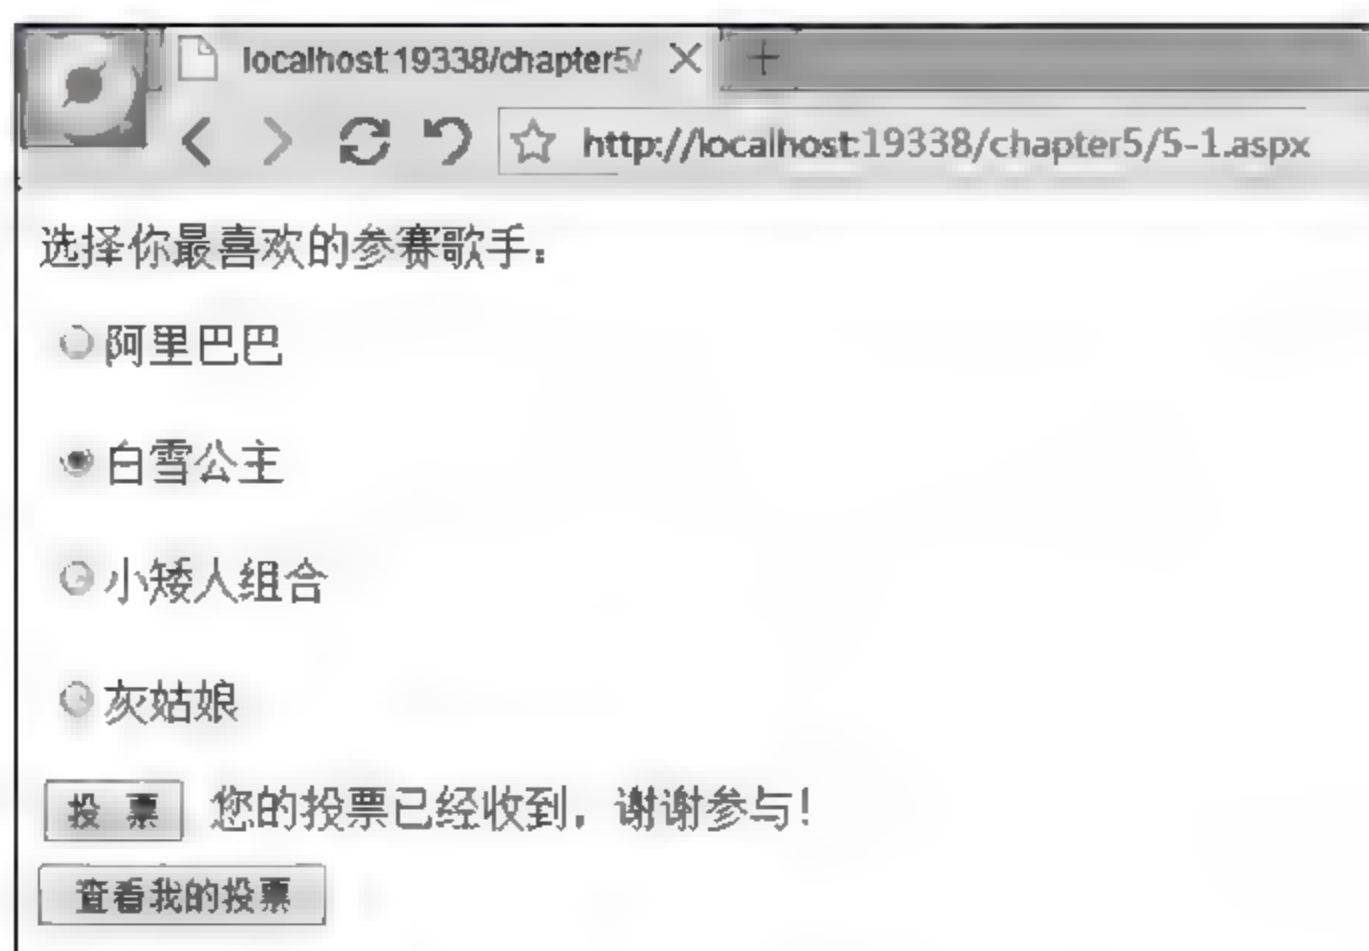 localhost:19338/chapter5/
http://localhost:19338/chapter5/5-1.aspx
选择你最喜欢的参赛歌手：
阿里巴巴
白雪公主
小矮人组合
灰姑娘
投 票 您的投票已经收到，谢谢参与！
查看我的投票